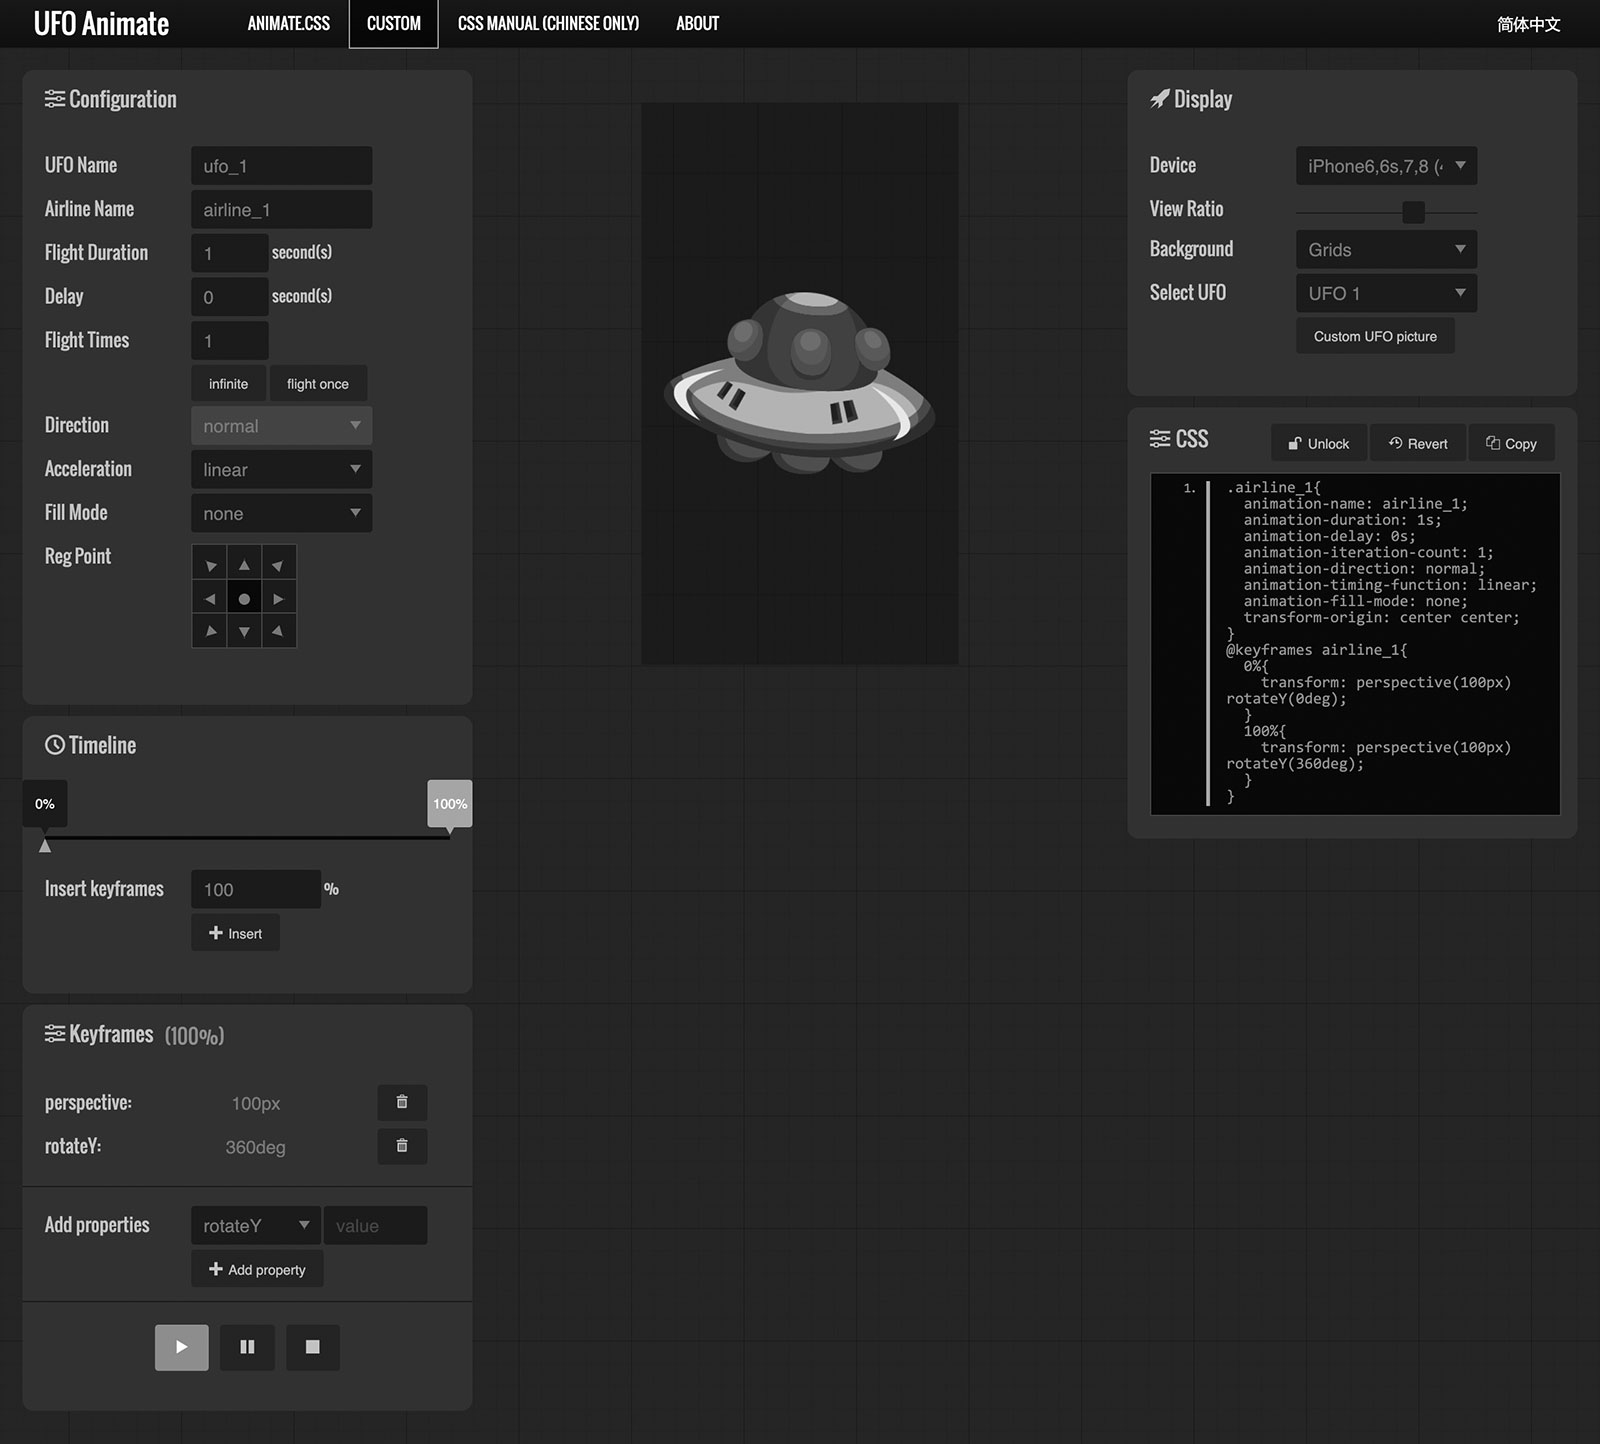 UFO Animate
ANIMATE.CSS
CUSTOM
CSS MANUAL (CHINESE ONLY)
ABOUT
简体中文
Configuration
UFO Name
ufo_1
Airline Name
airline_1
Flight Duration
1
second(s)
Delay
0
second(s)
Flight Times
1
infinite
flight once
Direction
normal
Acceleration
linear
Fill Mode
none
Reg Point
Timeline
0%
100%
Insert keyframes
100
%
Insert
Keyframes (100%)
perspective:
100px
rotateY:
360deg
Add properties
rotateY
value
Add property
Display
Device
iPhone6,6s,7,8 (
View Ratio
Background
Grids
Select UFO
UFO 1
Custom UFO picture
CSS
Unlock
Revert
Copy
1.
.airline_1{
animation-name: airline_1;
animation-duration: 1s;
animation-delay: 0s;
animation-iteration-count: 1;
animation-direction: normal;
animation-timing-function: linear;
animation-fill-mode: none;
transform-origin: center center;
}
@keyframes airline_1{
0%{
transform: perspective(100px)
rotateY(0deg);
}
100%{
transform: perspective(100px)
rotateY(360deg);
}
}